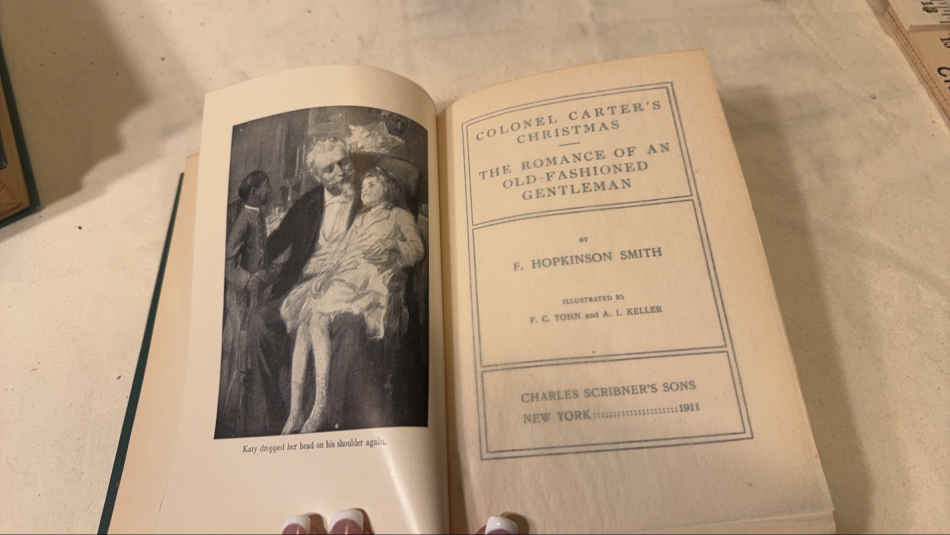 Katy dropped her head on his shoulder again.
COLONEL CARTER'S
CHRISTMAS
THE ROMANCE OF AN
OLD-FASHIONED
GENTLEMAN
BY
F. HOPKINSON SMITH
ILLUSTRATED BY
F. C. YOHN and A. I. KELLER
CHARLES SCRIBNER'S SONS
NEW YORK::::::::::::::::::::::1911